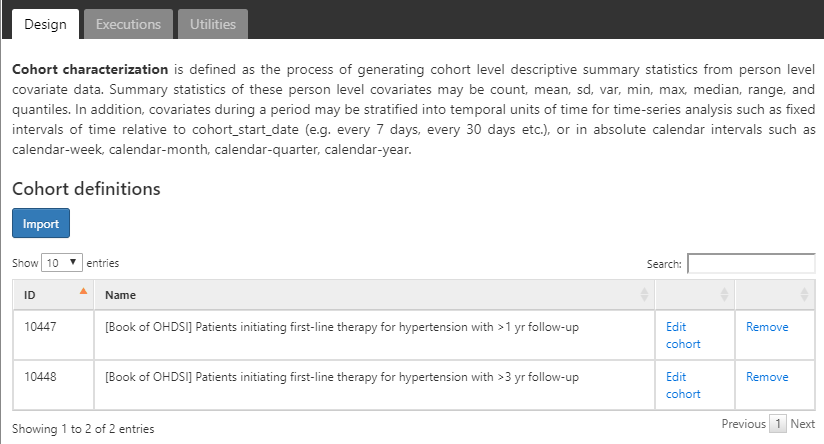 Design Executions Utilities
Cohort characterization is defined as the process of generating cohort level descriptive summary statistics from person level
covariate data. Summary statistics of these person level covariates may be count, mean, sd, var, min, max, median, range, and
quantiles. In addition, covariates during a period may be stratified into temporal units of time for time-series analysis such as fixed
intervals of time relative to cohort_start_date (e.g. every 7 days, every 30 days etc.), or in absolute calendar intervals such as
calendar-week, calendar-month, calendar-quarter, calendar-year.
Cohort definitions
Import
Show 10 entries Search:
ID Name
10447 [Book of OHDSI] Patients initiating first-line therapy for hypertension with >1 yr follow-up Edit Remove
cohort
10448 [Book of OHDSI] Patients initiating first-line therapy for hypertension with >3 yr follow-up Edit Remove
cohort
Showing 1 to 2 of 2 entries Previous 1 Next